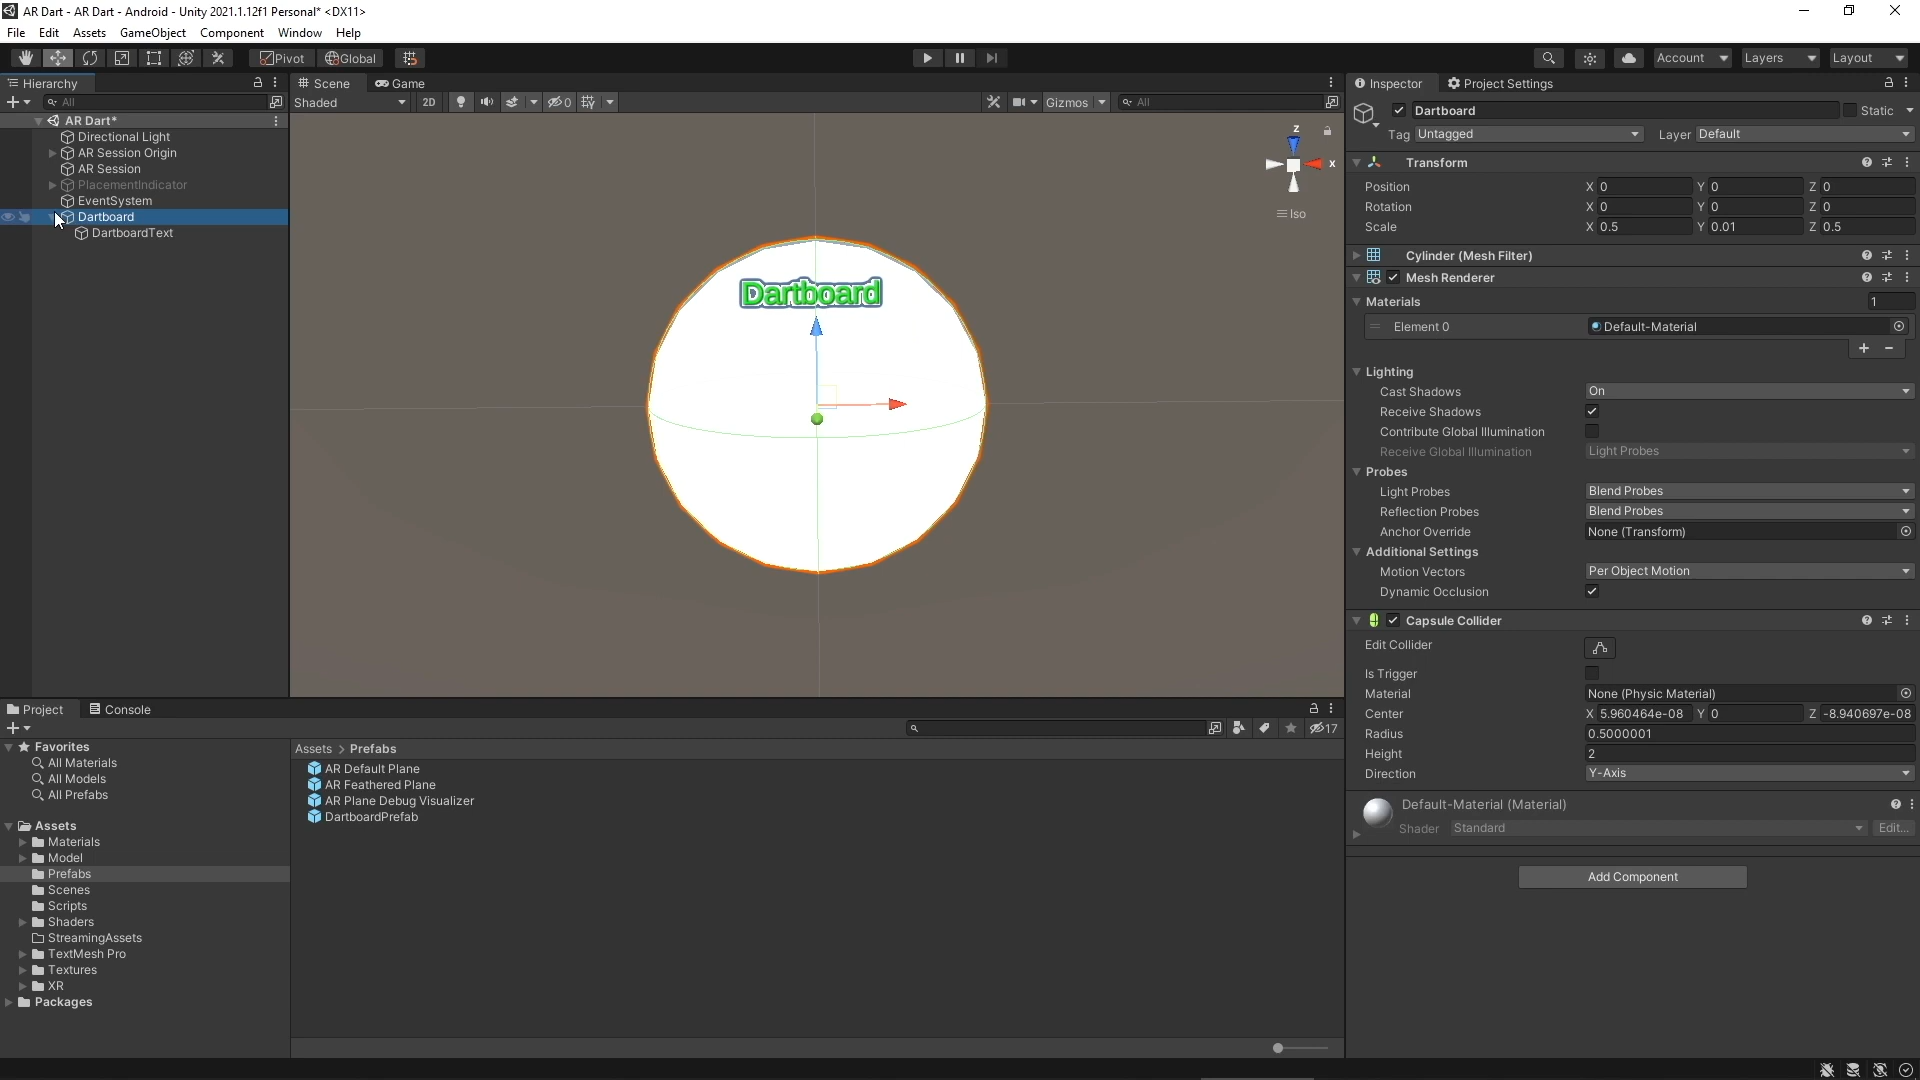 AR Dart - AR Dart - Android - Unity 2021.1.12f1 Personal* <DX11>
File Edit Assets GameObject Component Window Help
Pivot Global Account Layers Layout
Hierarchy
All
AR Dart*
Directional Light
AR Session Origin
AR Session
PlacementIndicator
EventSystem
Dartboard
DartboardText
Scene Game
Shaded 2D 0 Gizmos All
z
x
Iso
Dartboard
Inspector Project Settings
Dartboard Static
Tag Untagged Layer Default
Transform
Position X 0 Y 0 Z 0
Rotation X 0 Y 0 Z 0
Scale X 0.5 Y 0.01 Z 0.5
Cylinder (Mesh Filter)
Mesh Renderer
Materials 1
Element 0 Default-Material
Lighting
Cast Shadows On
Receive Shadows
Contribute Global Illumination
Receive Global Illumination Light Probes
Probes
Light Probes Blend Probes
Reflection Probes Blend Probes
Anchor Override None (Transform)
Additional Settings
Motion Vectors Per Object Motion
Dynamic Occlusion
Capsule Collider
Edit Collider
Is Trigger
Material None (Physic Material)
Center X 5.960464e-08 Y 0 Z -8.940697e-08
Radius 0.5000001
Height 2
Direction Y-Axis
Default-Material (Material)
Shader Standard Edit...
Add Component
Project Console
17
Favorites
All Materials
All Models
All Prefabs
Assets
Materials
Model
Prefabs
Scenes
Scripts
Shaders
StreamingAssets
TextMesh Pro
Textures
XR
Packages
Assets > Prefabs
AR Default Plane
AR Feathered Plane
AR Plane Debug Visualizer
DartboardPrefab